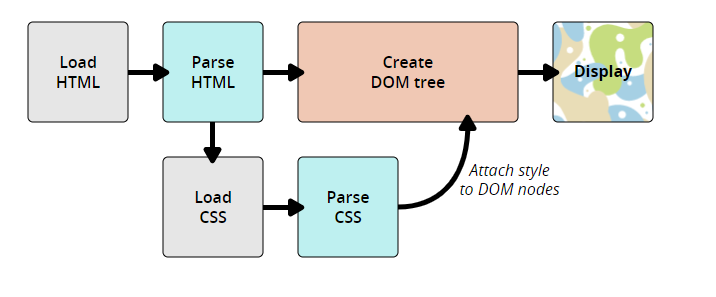 Load
HTML
Parse
HTML
Create
DOM tree
Display
Load
CSS
Parse
CSS
Attach style
to DOM nodes